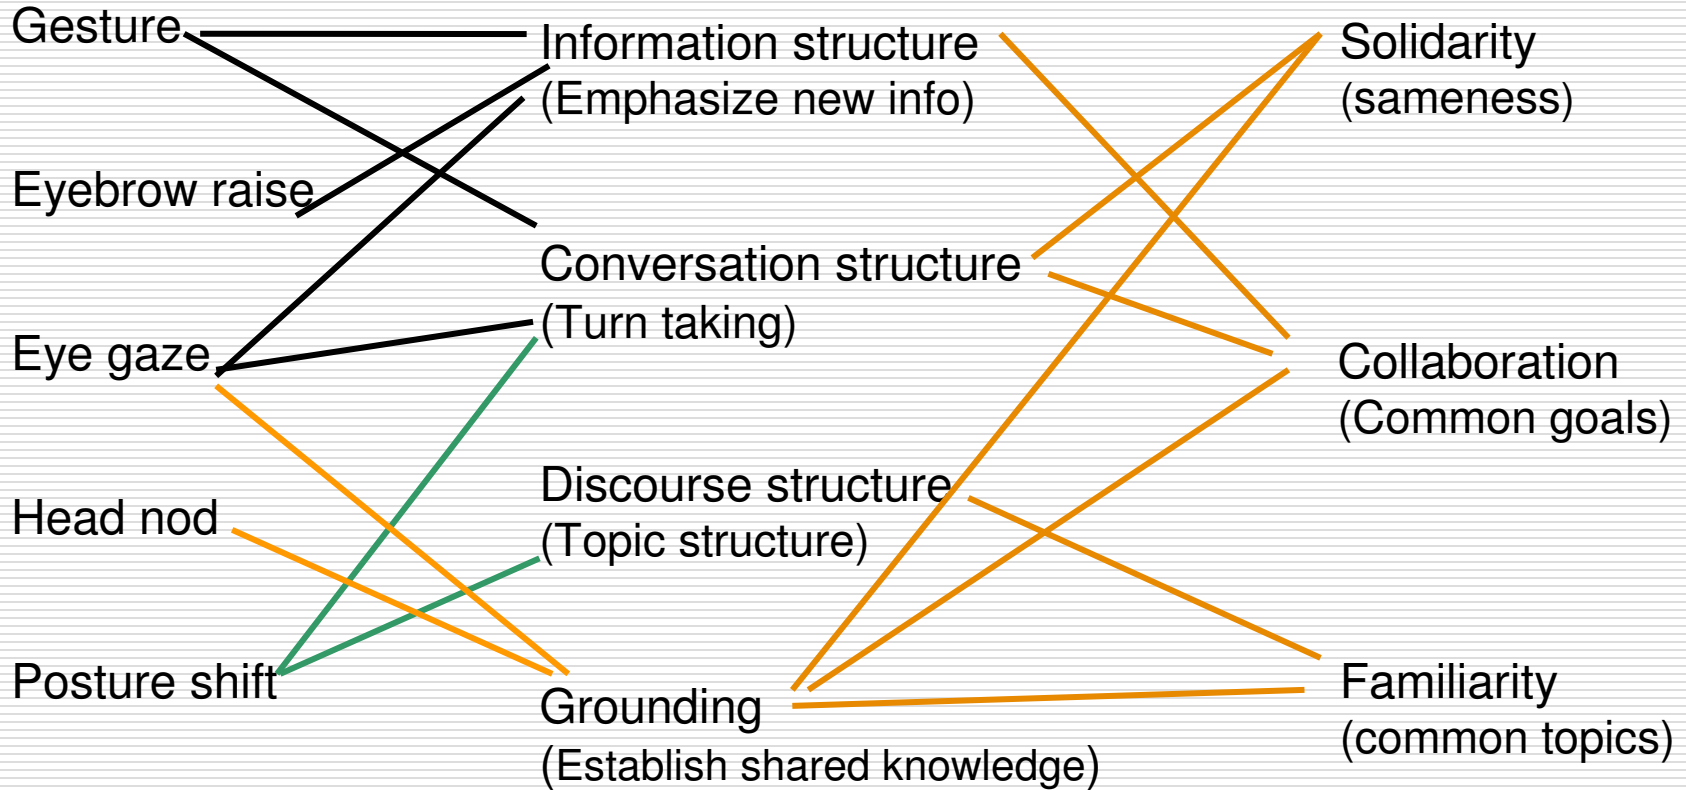 Gesture
Eyebrow raise
Eye gaze
Head nod
Posture shift
Information structure
(Emphasize new info)
Conversation structure
(Turn taking)
Discourse structure
(Topic structure)
Grounding
(Establish shared knowledge)
Solidarity
(sameness)
Collaboration
(Common goals)
Familiarity
(common topics)